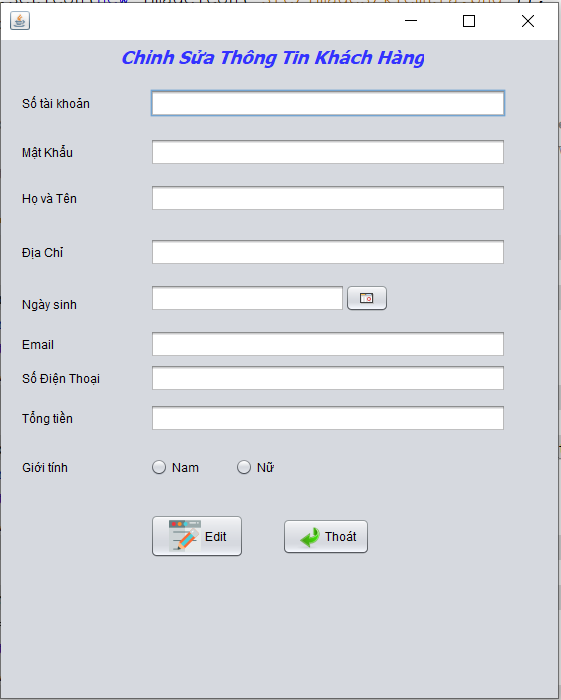 Chỉnh Sửa Thông Tin Khách Hàng
Số tài khoản
Mật Khẩu
Họ và Tên
Địa Chỉ
Ngày sinh
Email
Số Điện Thoại
Tổng tiền
Giới tính Nam Nữ
Edit Thoát